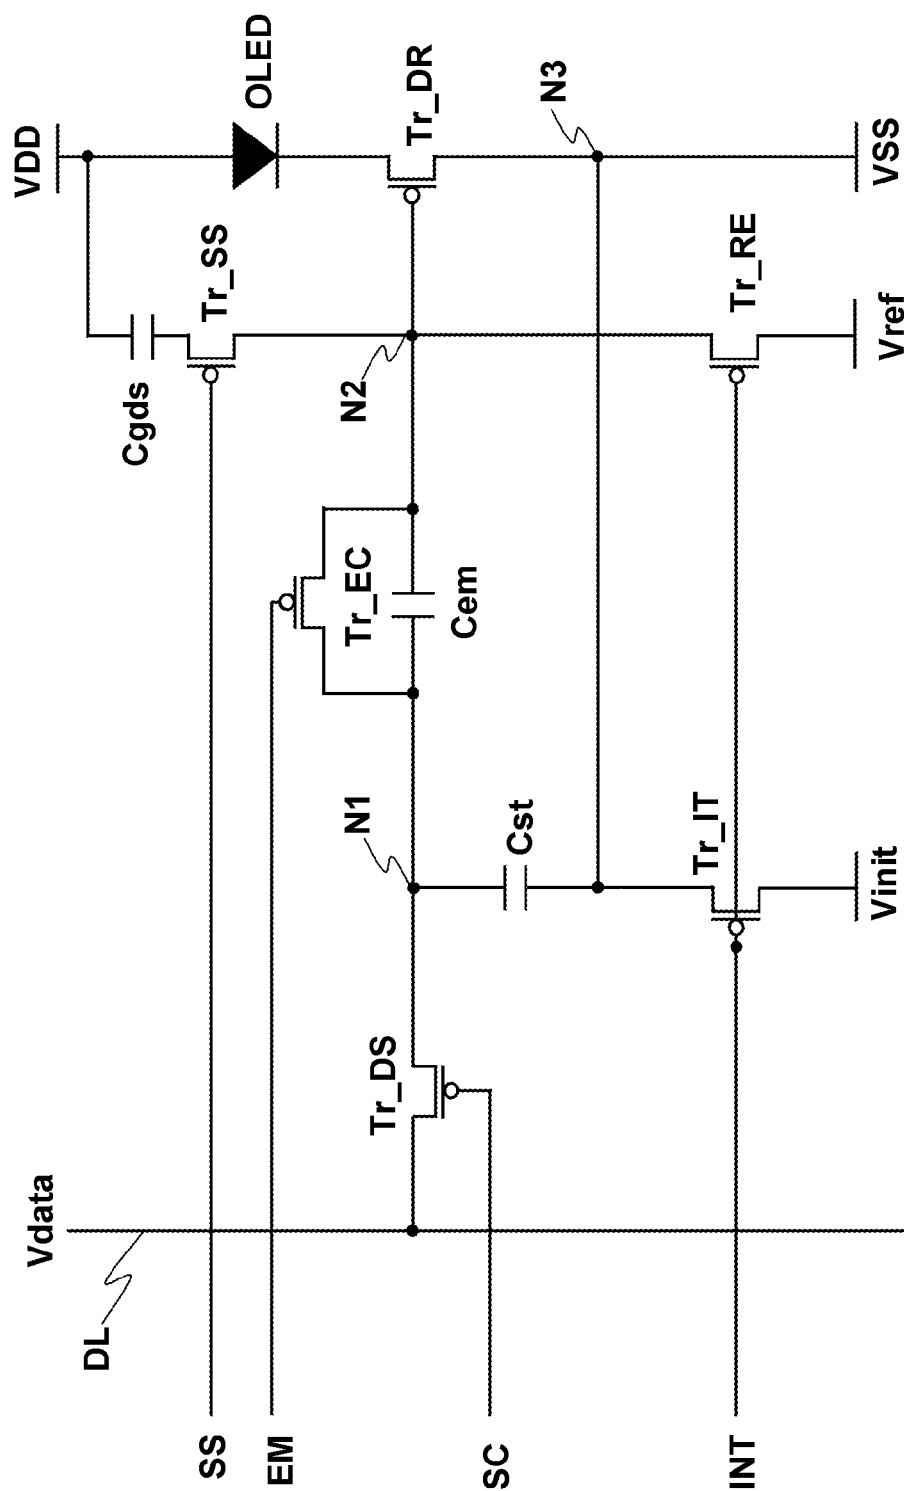 VDD
OLED
Tr_DR
N3
VSS
Cgds
Tr_SS
N2
Tr_RE
Vref
Tr_EC
Cem
N1
Cst
Tr_IT
Vinit
Tr_DS
Vdata
DL
SS
EM
SC
INT